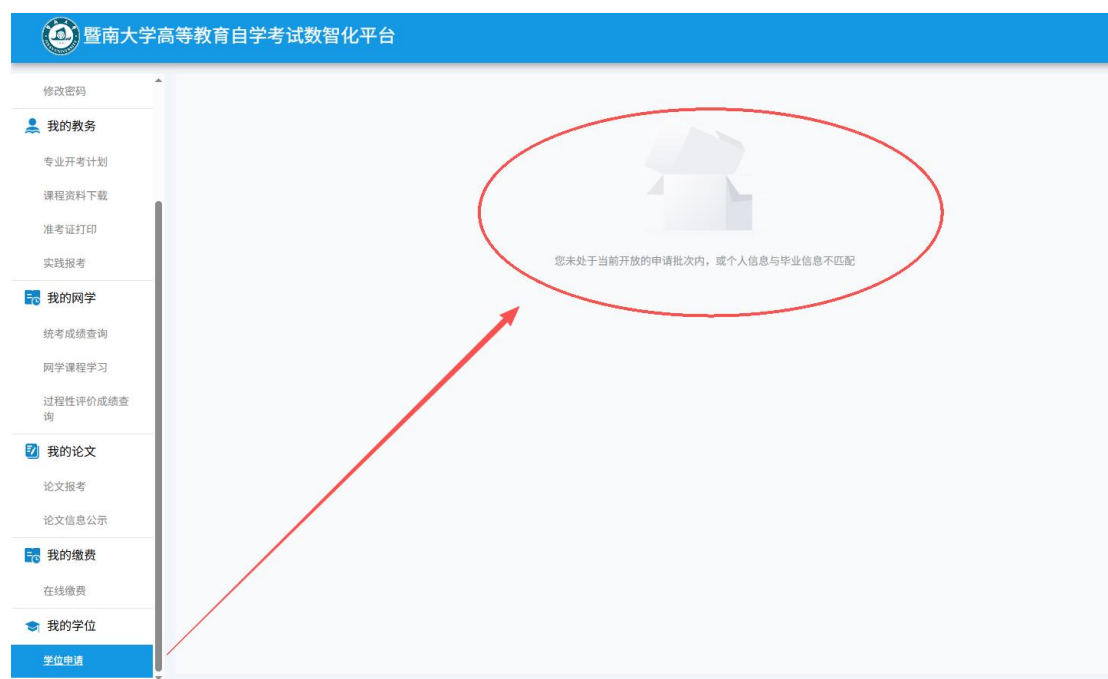 暨南大学高等教育自学考试数智化平台
修改密码
我的教务
专业开考计划
课程资料下载
准考证打印
实践报考
我的网学
统考成绩查询
网学课程学习
过程性评价成绩查
询
我的论文
论文报考
论文信息公示
我的缴费
在线缴费
我的学位
学位申请
您未处于当前开放的申请批次内，或个人信息与毕业信息不匹配